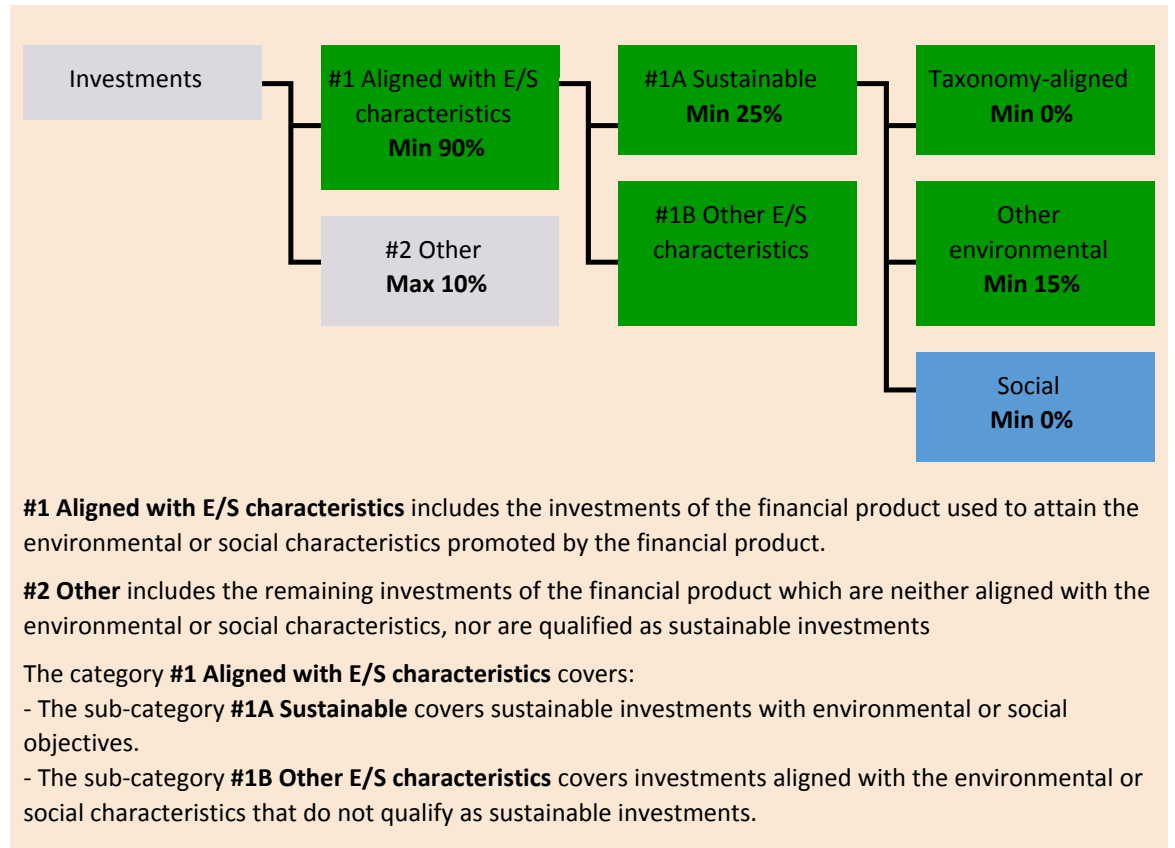 Investments
#1 Aligned with E/S
characteristics
Min 90%
#2 Other
Max 10%
#1A Sustainable
Min 25%
#1B Other E/S
characteristics
Taxonomy-aligned
Min 0%
Other
environmental
Min 15%
Social
Min 0%
#1 Aligned with E/S characteristics includes the investments of the financial product used to attain the
environmental or social characteristics promoted by the financial product.
#2 Other includes the remaining investments of the financial product which are neither aligned with the
environmental or social characteristics, nor are qualified as sustainable investments
The category #1 Aligned with E/S characteristics covers:
- The sub-category #1A Sustainable covers sustainable investments with environmental or social
objectives.
- The sub-category #1B Other E/S characteristics covers investments aligned with the environmental or
social characteristics that do not qualify as sustainable investments.